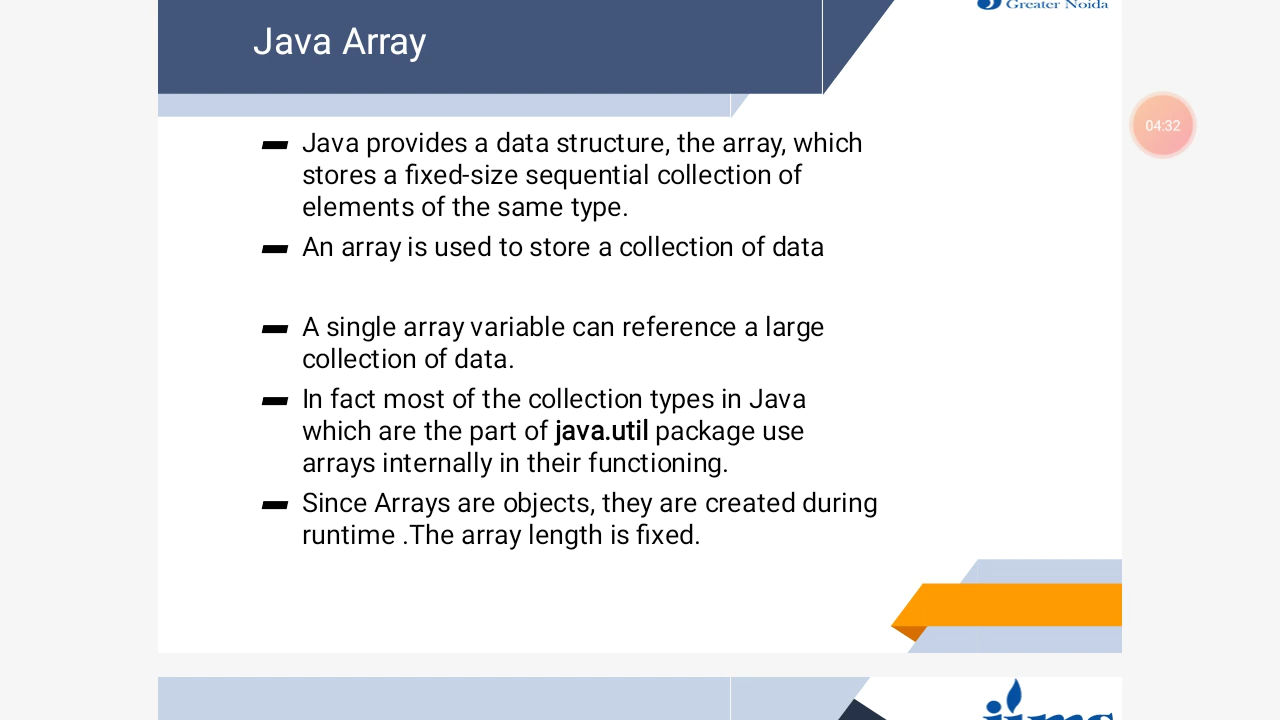 Greater Noida
Java Array
04:32
Java provides a data structure, the array, which
stores a fixed-size sequential collection of
elements of the same type.
An array is used to store a collection of data
A single array variable can reference a large
collection of data.
In fact most of the collection types in Java
which are the part of java.util package use
arrays internally in their functioning.
Since Arrays are objects, they are created during
runtime .The array length is fixed.